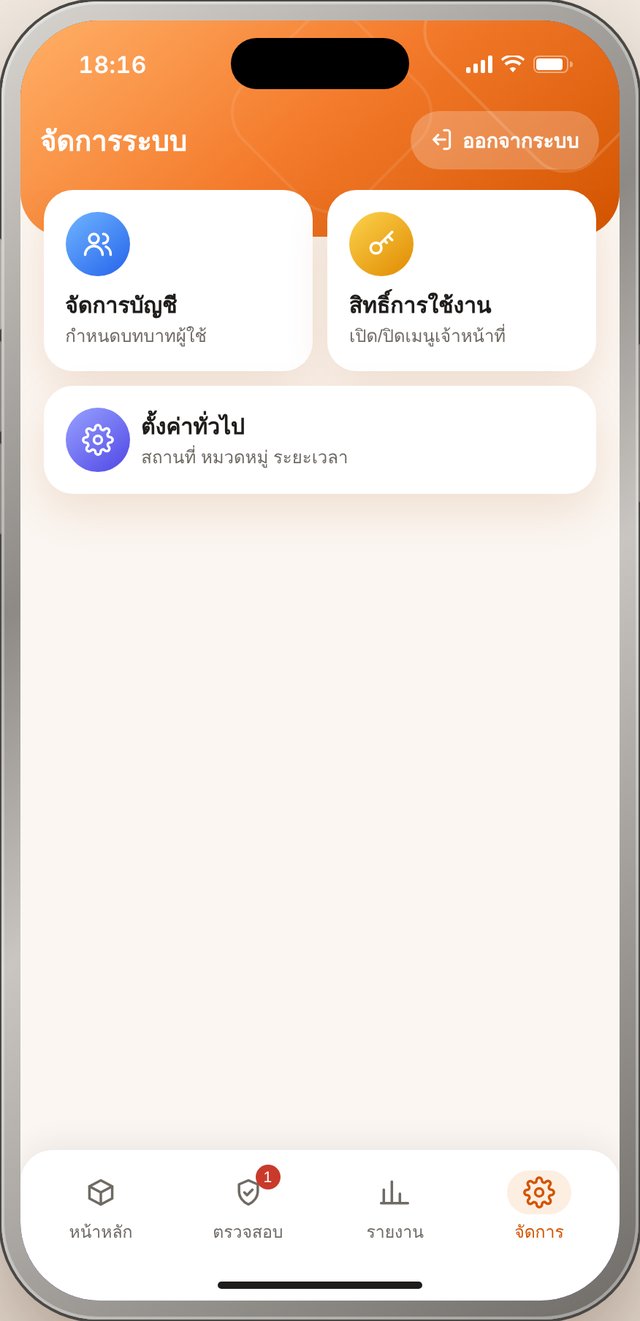 18:16
จัดการระบบ
ออกจากระบบ
จัดการบัญชี
กำหนดบทบาทผู้ใช้
สิทธิ์การใช้งาน
เปิด/ปิดเมนูเจ้าหน้าที่
ตั้งค่าทั่วไป
สถานที่ หมวดหมู่ ระยะเวลา
1
หน้าหลัก
ตรวจสอบ
รายงาน
จัดการ